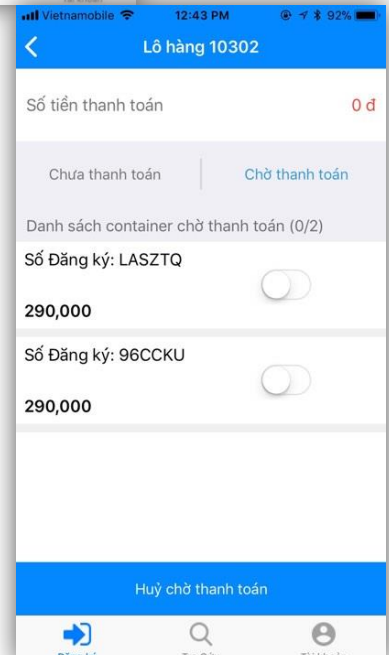 Vietnamobile 12:43 PM 92%
Lô hàng 10302
Số tiền thanh toán 0 đ
Chưa thanh toán Chờ thanh toán
Danh sách container chờ thanh toán (0/2)
Số Đăng ký: LASZTQ
290,000
Số Đăng ký: 96CCKU
290,000
Huỷ chờ thanh toán